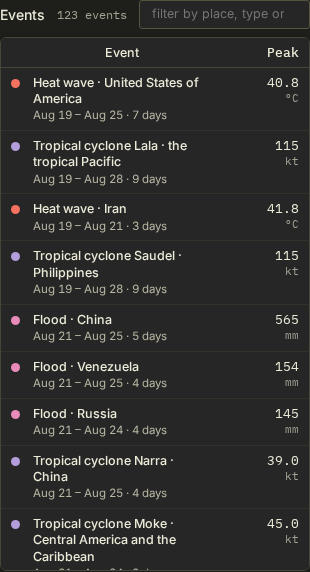 Events 123 events filter by place, type or
Event Peak
Heat wave · United States of 40.8
America °C
Aug 19 – Aug 25 · 7 days
Tropical cyclone Lala · the 115
tropical Pacific kt
Aug 19 – Aug 28 · 9 days
Heat wave · Iran 41.8
Aug 19 – Aug 21 · 3 days °C
Tropical cyclone Saudel · 115
Philippines kt
Aug 19 – Aug 28 · 9 days
Flood · China 565
Aug 21 – Aug 25 · 5 days mm
Flood · Venezuela 154
Aug 21 – Aug 25 · 4 days mm
Flood · Russia 145
Aug 21 – Aug 24 · 4 days mm
Tropical cyclone Narra · 39.0
China kt
Aug 21 – Aug 25 · 4 days
Tropical cyclone Moke · 45.0
Central America and the kt
Caribbean